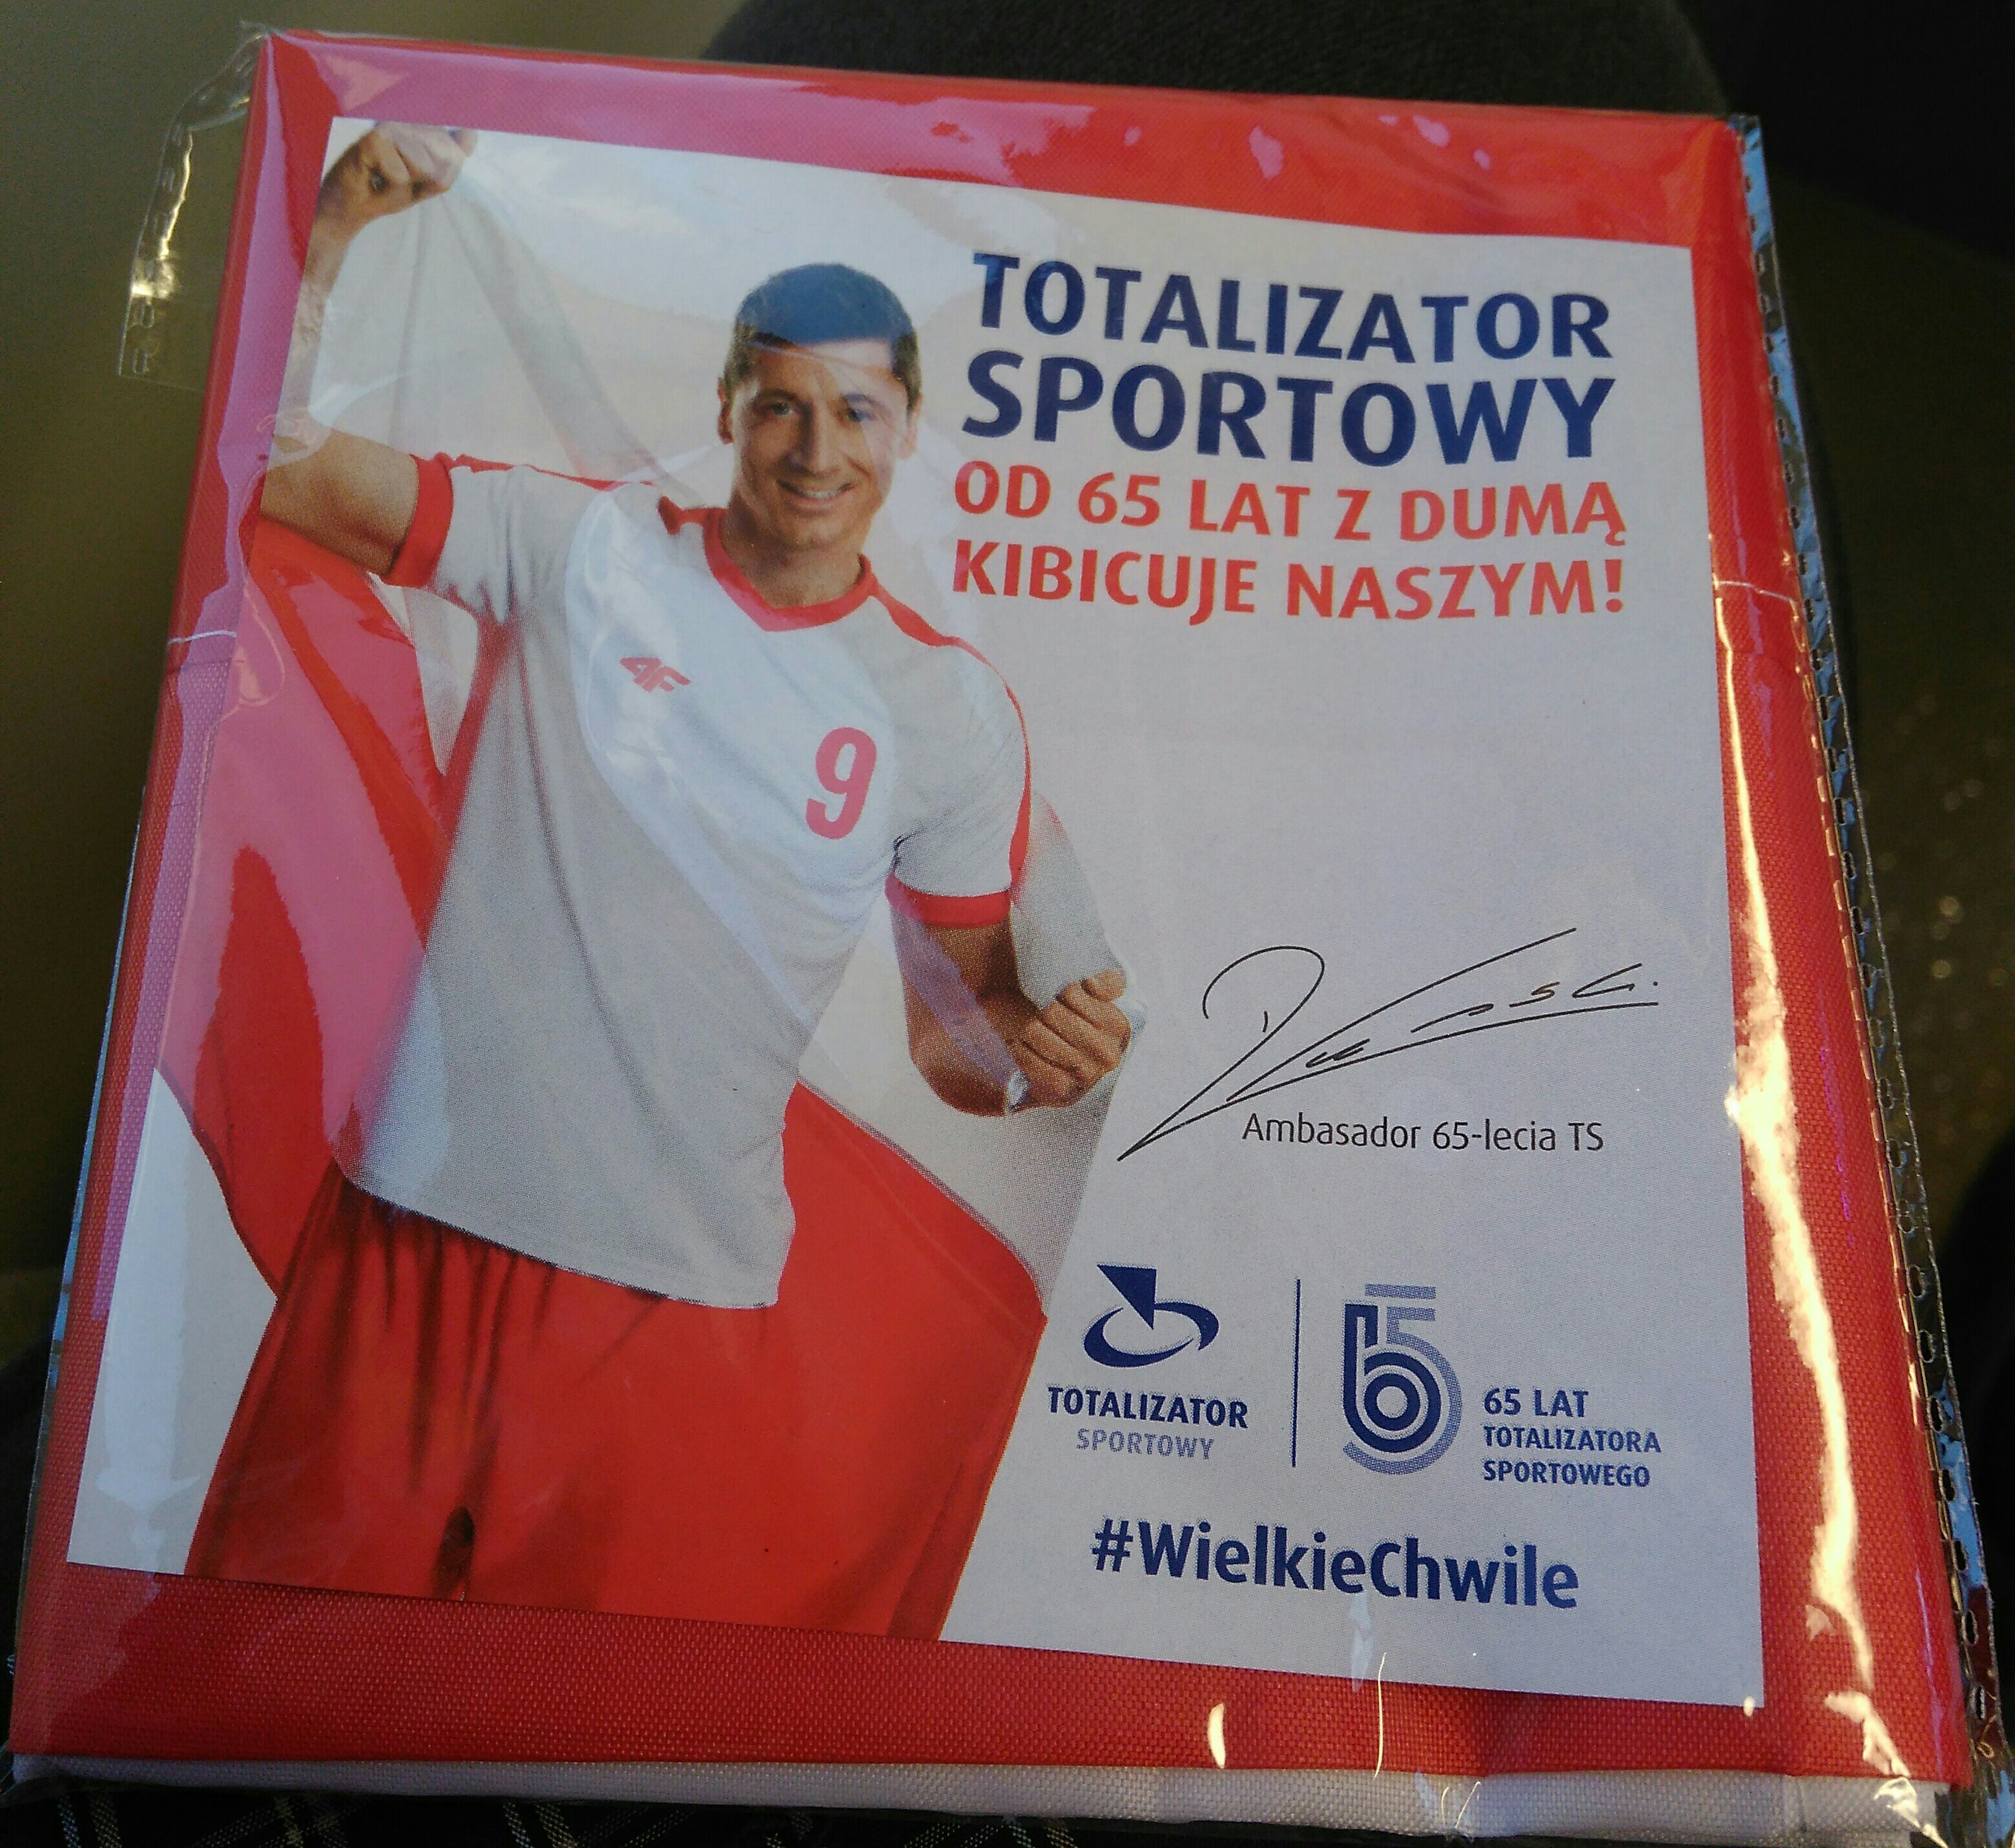 TOTALIZATOR
SPORTOWY
OD 65 LAT Z DUMĄ
KIBICUJE NASZYM!
4F
9
Ambasador 65-lecia TS
TOTALIZATOR
SPORTOWY
65
65 LAT
TOTALIZATORA
SPORTOWEGO
#WielkieChwile